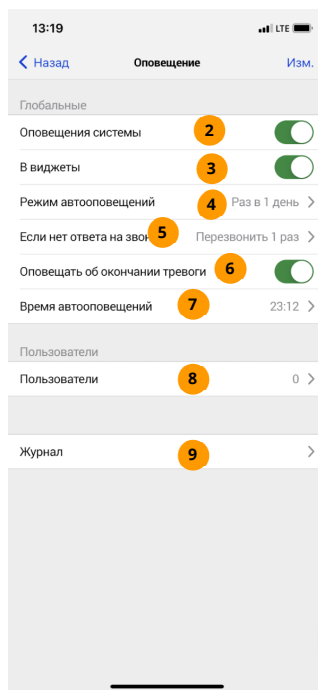 13:19 LTE
Назад Оповещение Изм.
Глобальные
Оповещения системы 2
В виджеты 3
Режим автооповещений 4 Раз в 1 день
Если нет ответа на звон 5 Перезвонить 1 раз
Оповещать об окончании тревоги 6
Время автооповещений 7 23:12
Пользователи
Пользователи 8 0
Журнал 9